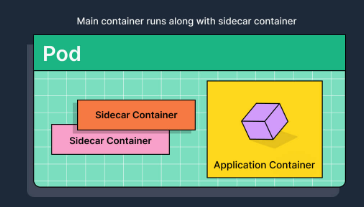 Main container runs along with sidecar container
Pod
Sidecar Container
Sidecar Container
Application Container